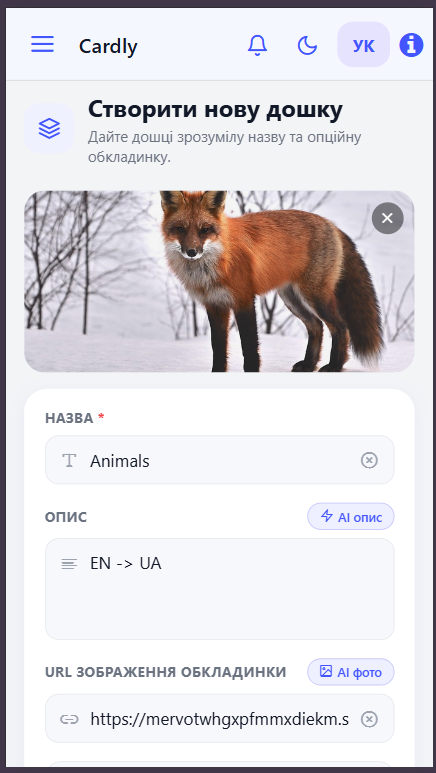 Cardly
УК
Створити нову дошку
Дайте дошці зрозумілу назву та опційну
обкладинку.
НАЗВА *
Animals
ОПИС
AI опис
EN -> UA
URL ЗОБРАЖЕННЯ ОБКЛАДИНКИ
AI фото
https://mervotwhgxpfmmxdiekm.s